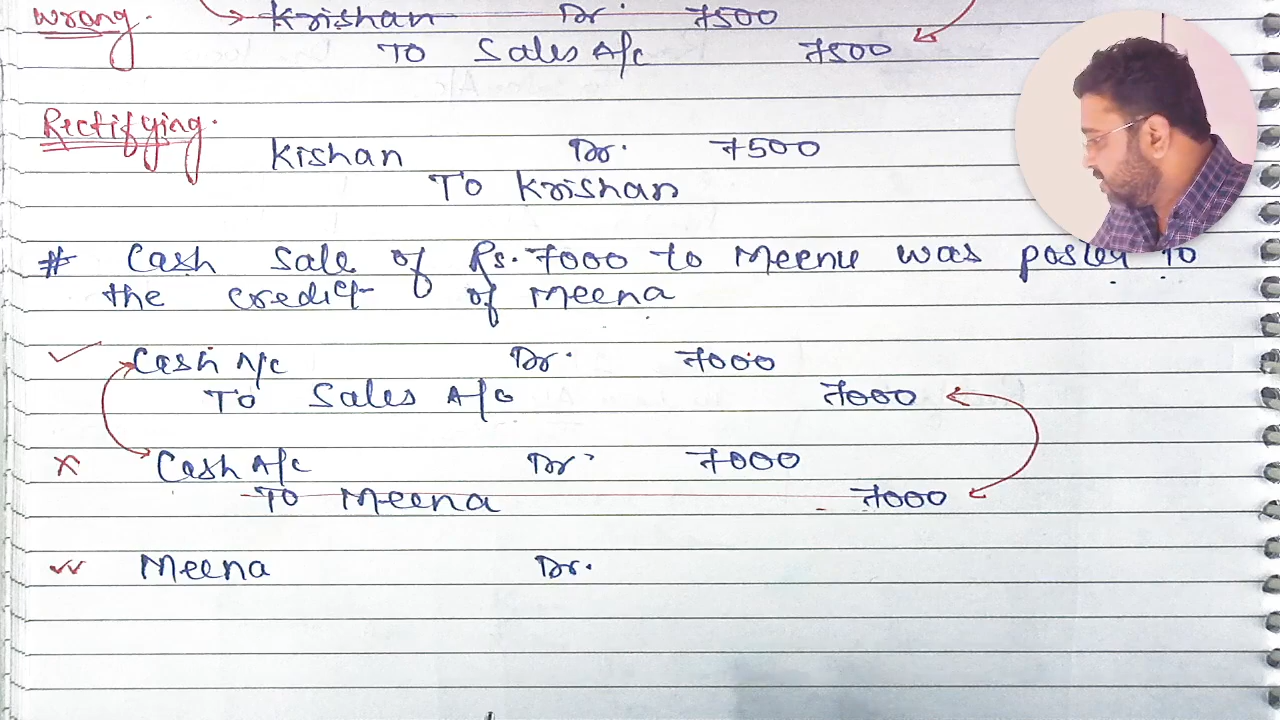 Wrong. Krishan Dr. 7500
To Sales A/c 7500
Rectifying.
Kishan Dr. 7500
To Krishan
# Cash Sale of Rs. 7000 to Meenu was posted to
the credit of Meena
Cash A/c Dr. 7000
To Sales A/c 7000
Cash A/c Dr 7000
To Meena 7000
Meena Dr.